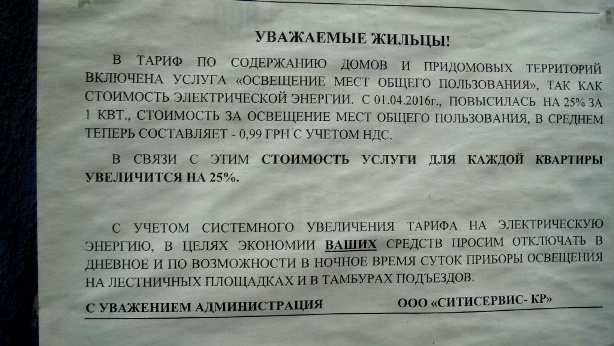 УВАЖАЕМЫЕ ЖИЛЬЦЫ!
В ТАРИФ ПО СОДЕРЖАНИЮ ДОМОВ И ПРИДОМОВЫХ ТЕРРИТОРИЙ
ВКЛЮЧЕНА УСЛУГА «ОСВЕЩЕНИЕ МЕСТ ОБЩЕГО ПОЛЬЗОВАНИЯ», ТАК КАК
СТОИМОСТЬ ЭЛЕКТРИЧЕСКОЙ ЭНЕРГИИ. С 01.04.2016г., ПОВЫСИЛАСЬ НА 25% ЗА
1 КВТ., СТОИМОСТЬ ЗА ОСВЕЩЕНИЕ МЕСТ ОБЩЕГО ПОЛЬЗОВАНИЯ, В СРЕДНЕМ
ТЕПЕРЬ СОСТАВЛЯЕТ - 0,99 ГРН С УЧЕТОМ НДС.
В СВЯЗИ С ЭТИМ СТОИМОСТЬ УСЛУГИ ДЛЯ КАЖДОЙ КВАРТИРЫ
УВЕЛИЧИТСЯ НА 25%.
С УЧЕТОМ СИСТЕМНОГО УВЕЛИЧЕНИЯ ТАРИФА НА ЭЛЕКТРИЧЕСКУЮ
ЭНЕРГИЮ, В ЦЕЛЯХ ЭКОНОМИИ ВАШИХ СРЕДСТВ ПРОСИМ ОТКЛЮЧАТЬ В
ДНЕВНОЕ И ПО ВОЗМОЖНОСТИ В НОЧНОЕ ВРЕМЯ СУТОК ПРИБОРЫ ОСВЕЩЕНИЯ
НА ЛЕСТНИЧНЫХ ПЛОЩАДКАХ И В ТАМБУРАХ ПОДЪЕЗДОВ.
С УВАЖЕНИЕМ АДМИНИСТРАЦИЯ ООО «СИТИСЕРВИС- КР»